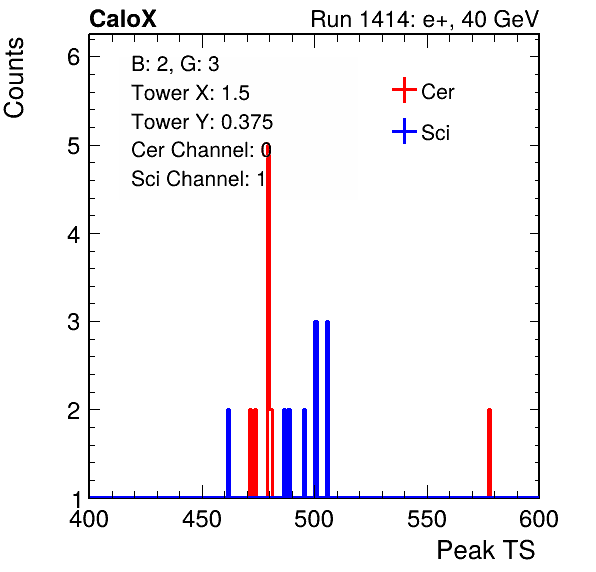 CaloX Run 1414: e+, 40 GeV
Counts
B: 2, G: 3
Tower X: 1.5
Tower Y: 0.375
Cer Channel: 0
Sci Channel: 1
Cer
Sci
6
5
4
3
2
1
400 450 500 550 600
Peak TS